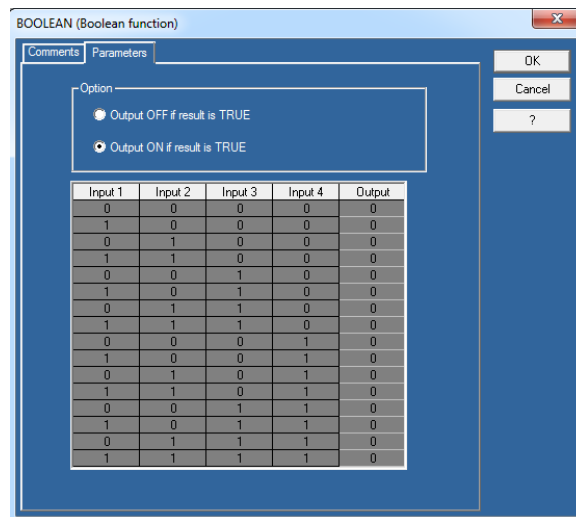 BOOLEAN (Boolean function)
Comments Parameters
OK
Cancel
?
Option
Output OFF if result is TRUE
Output ON if result is TRUE
Input 1 Input 2 Input 3 Input 4 Output
0 0 0 0 0
1 0 0 0 0
0 1 0 0 0
1 1 0 0 0
0 0 1 0 0
1 0 1 0 0
0 1 1 0 0
1 1 1 0 0
0 0 0 1 0
1 0 0 1 0
0 1 0 1 0
1 1 0 1 0
0 0 1 1 0
1 0 1 1 0
0 1 1 1 0
1 1 1 1 0